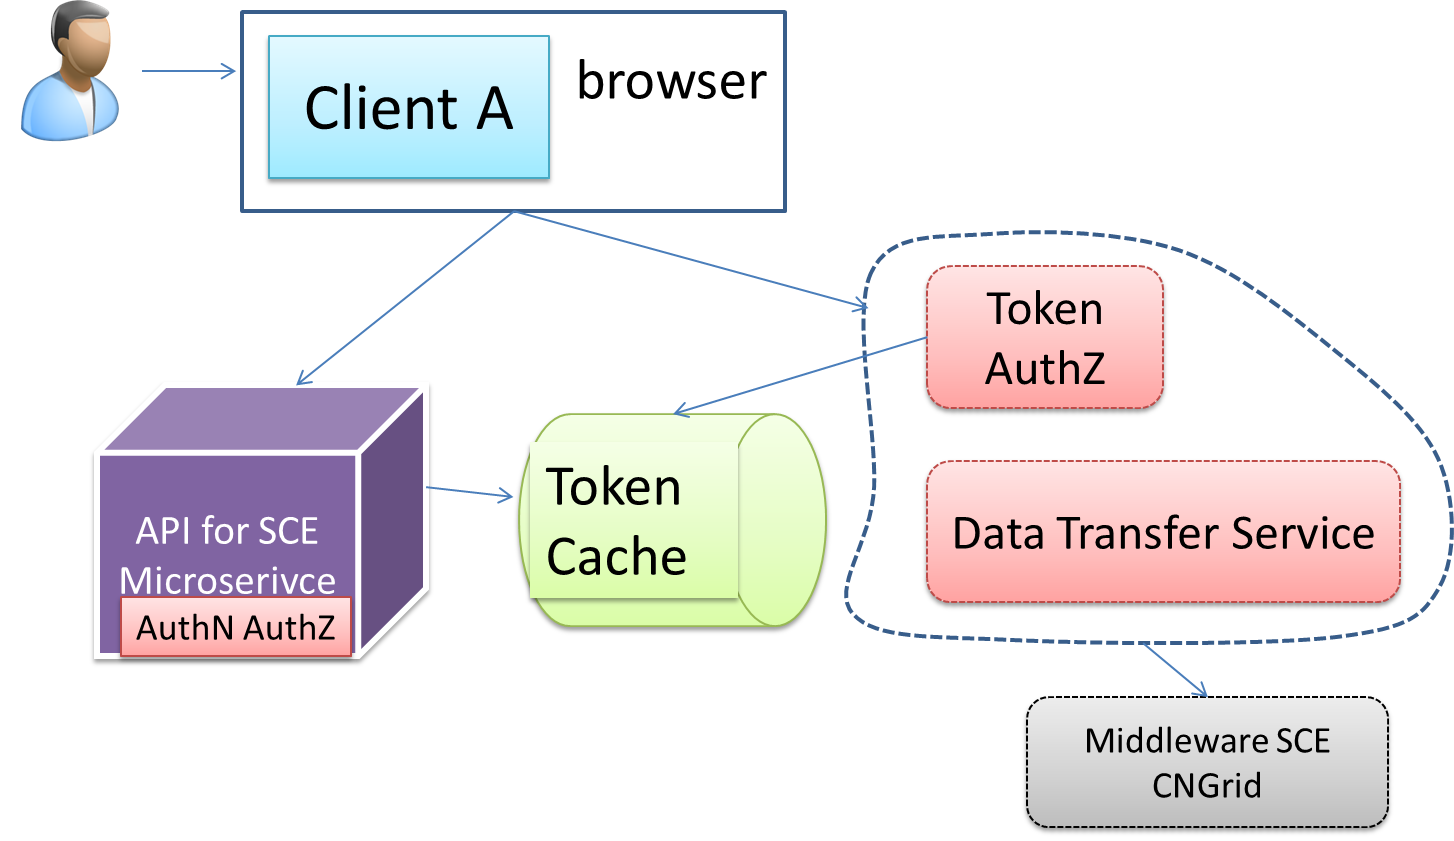 Client A
browser
Token
AuthZ
Token
Cache
API for SCE
Microserivce
AuthN AuthZ
Data Transfer Service
Middleware SCE
CNGrid